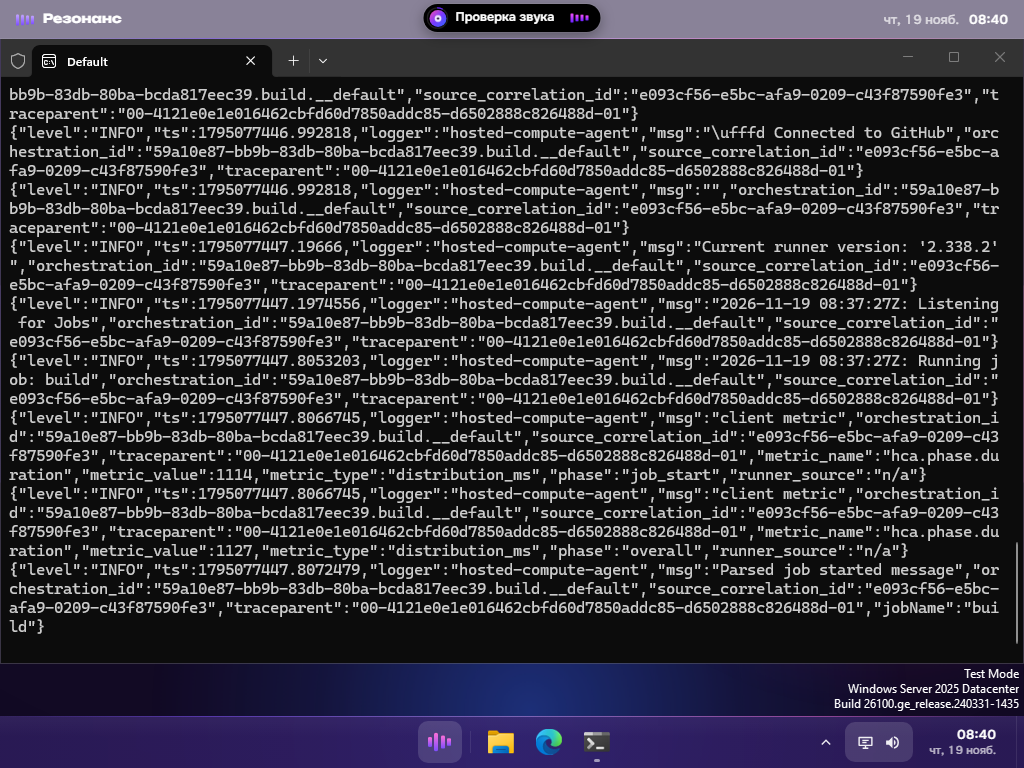 Резонанс
Проверка звука
чт, 19 нояб. 08:40
Default
bb9b-83db-80ba-bcda817eec39.build.__default","source_correlation_id":"e093cf56-e5bc-afa9-0209-c43f87590fe3","t
raceparent":"00-4121e0e1e016462cbfd60d7850addc85-d6502888c826488d-01"}
{"level":"INFO","ts":1795077446.992818,"logger":"hosted-compute-agent","msg":"\ufffd Connected to GitHub","orc
hestration_id":"59a10e87-bb9b-83db-80ba-bcda817eec39.build.__default","source_correlation_id":"e093cf56-e5bc-a
fa9-0209-c43f87590fe3","traceparent":"00-4121e0e1e016462cbfd60d7850addc85-d6502888c826488d-01"}
{"level":"INFO","ts":1795077446.992818,"logger":"hosted-compute-agent","msg":"","orchestration_id":"59a10e87-b
b9b-83db-80ba-bcda817eec39.build.__default","source_correlation_id":"e093cf56-e5bc-afa9-0209-c43f87590fe3","tr
aceparent":"00-4121e0e1e016462cbfd60d7850addc85-d6502888c826488d-01"}
{"level":"INFO","ts":1795077447.19666,"logger":"hosted-compute-agent","msg":"Current runner version: '2.338.2'
","orchestration_id":"59a10e87-bb9b-83db-80ba-bcda817eec39.build.__default","source_correlation_id":"e093cf56-
e5bc-afa9-0209-c43f87590fe3","traceparent":"00-4121e0e1e016462cbfd60d7850addc85-d6502888c826488d-01"}
{"level":"INFO","ts":1795077447.1974556,"logger":"hosted-compute-agent","msg":"2026-11-19 08:37:27Z: Listening
 for Jobs","orchestration_id":"59a10e87-bb9b-83db-80ba-bcda817eec39.build.__default","source_correlation_id":"
e093cf56-e5bc-afa9-0209-c43f87590fe3","traceparent":"00-4121e0e1e016462cbfd60d7850addc85-d6502888c826488d-01"}
{"level":"INFO","ts":1795077447.8053203,"logger":"hosted-compute-agent","msg":"2026-11-19 08:37:27Z: Running j
ob: build","orchestration_id":"59a10e87-bb9b-83db-80ba-bcda817eec39.build.__default","source_correlation_id":"
e093cf56-e5bc-afa9-0209-c43f87590fe3","traceparent":"00-4121e0e1e016462cbfd60d7850addc85-d6502888c826488d-01"}
{"level":"INFO","ts":1795077447.8066745,"logger":"hosted-compute-agent","msg":"client metric","orchestration_i
d":"59a10e87-bb9b-83db-80ba-bcda817eec39.build.__default","source_correlation_id":"e093cf56-e5bc-afa9-0209-c43
f87590fe3","traceparent":"00-4121e0e1e016462cbfd60d7850addc85-d6502888c826488d-01","metric_name":"hca.phase.du
ration","metric_value":1114,"metric_type":"distribution_ms","phase":"job_start","runner_source":"n/a"}
{"level":"INFO","ts":1795077447.8066745,"logger":"hosted-compute-agent","msg":"client metric","orchestration_i
d":"59a10e87-bb9b-83db-80ba-bcda817eec39.build.__default","source_correlation_id":"e093cf56-e5bc-afa9-0209-c43
f87590fe3","traceparent":"00-4121e0e1e016462cbfd60d7850addc85-d6502888c826488d-01","metric_name":"hca.phase.du
ration","metric_value":1127,"metric_type":"distribution_ms","phase":"overall","runner_source":"n/a"}
{"level":"INFO","ts":1795077447.8072479,"logger":"hosted-compute-agent","msg":"Parsed job started message","or
chestration_id":"59a10e87-bb9b-83db-80ba-bcda817eec39.build.__default","source_correlation_id":"e093cf56-e5bc-
afa9-0209-c43f87590fe3","traceparent":"00-4121e0e1e016462cbfd60d7850addc85-d6502888c826488d-01","jobName":"bui
ld"}
Test Mode
Windows Server 2025 Datacenter
Build 26100.ge_release.240331-1435
08:40
чт, 19 нояб.